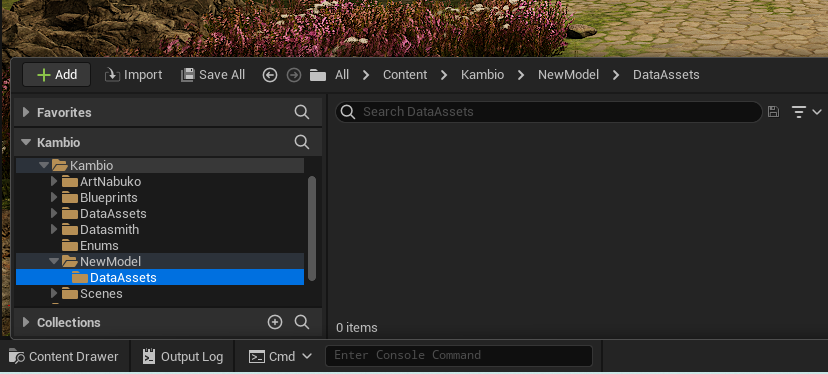 Add Import Save All All Content Kambio NewModel DataAssets
Favorites
Search DataAssets
Kambio
Kambio
ArtNabuko
Blueprints
DataAssets
Datasmith
Enums
NewModel
DataAssets
Scenes
Collections
0 items
Content Drawer Output Log Cmd Enter Console Command